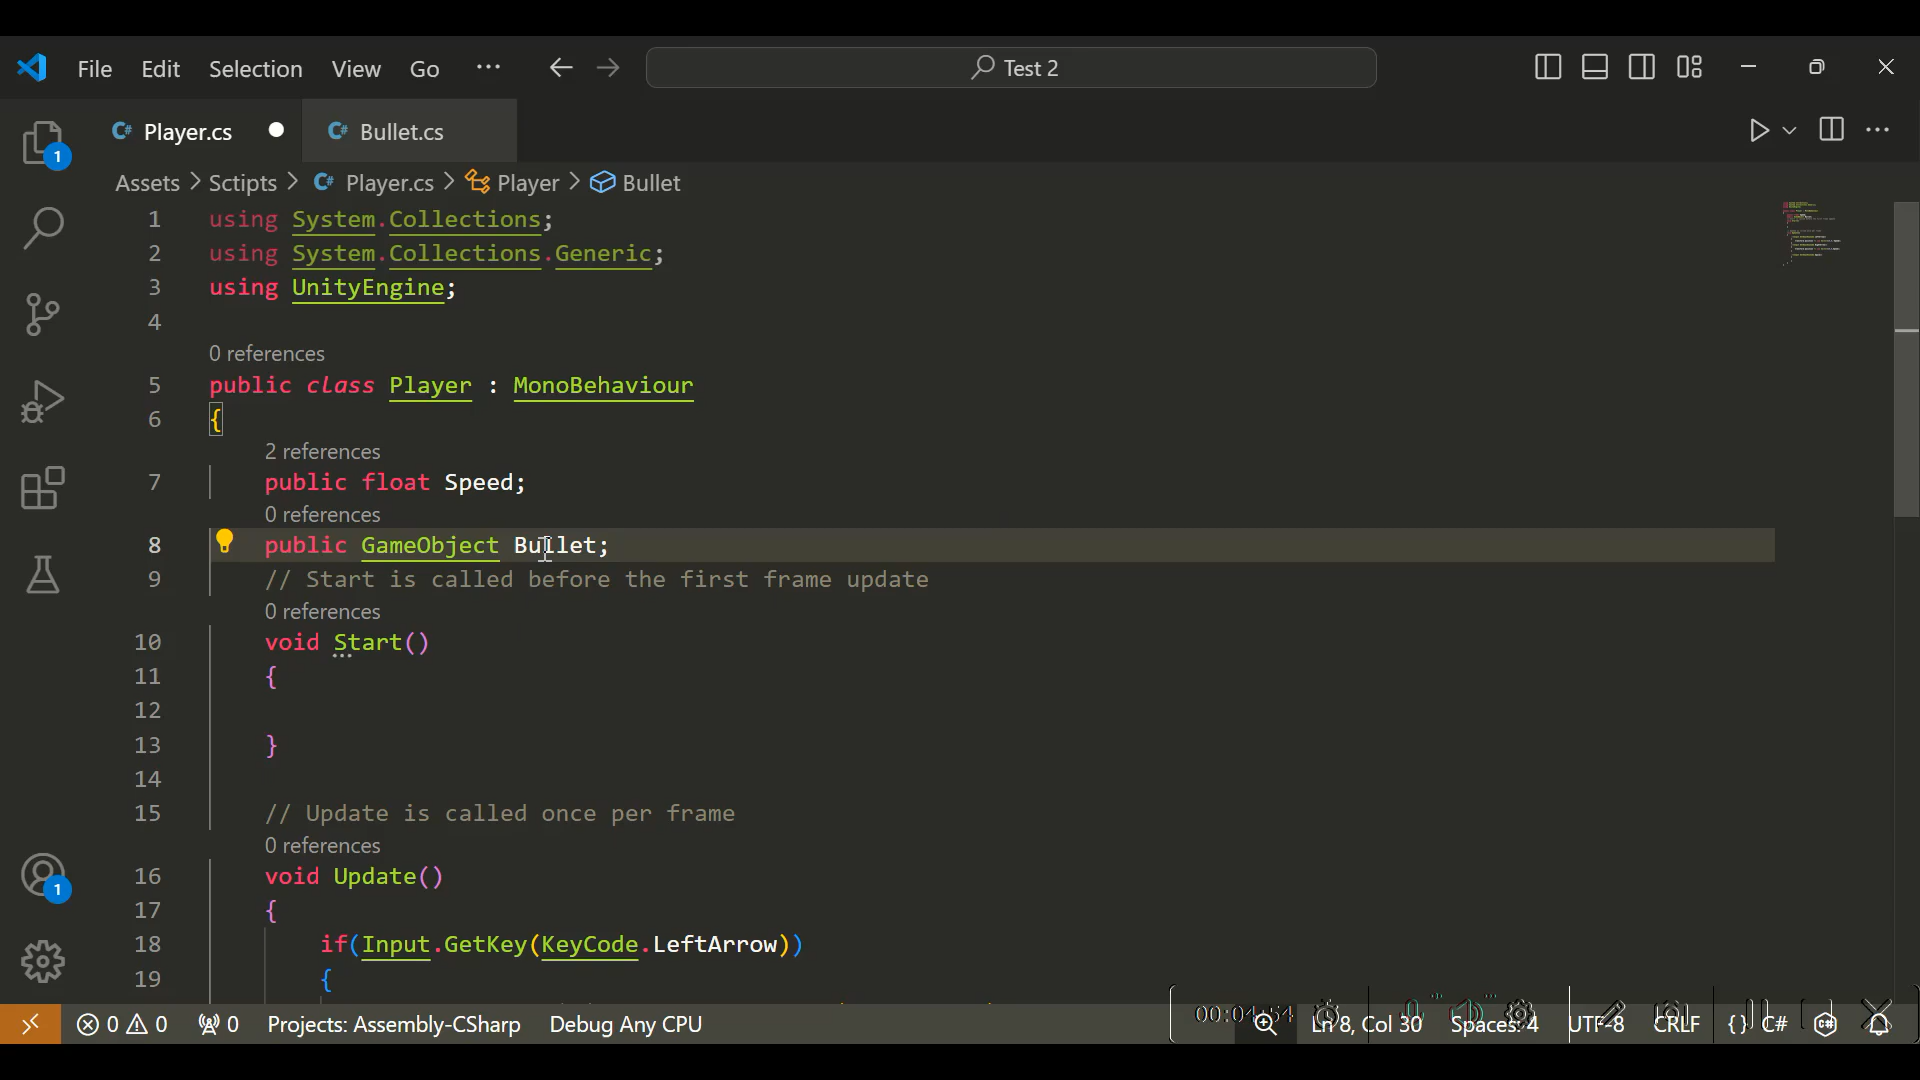 File Edit Selection View Go ··· Test 2
Player.cs Bullet.cs
Assets > Sctipts > Player.cs > Player > Bullet
1 using System.Collections;
2 using System.Collections.Generic;
3 using UnityEngine;
4
0 references
5 public class Player : MonoBehaviour
6 {
2 references
7 public float Speed;
0 references
8 public GameObject Bullet;
9 // Start is called before the first frame update
0 references
10 void Start()
11 {
12
13 }
14
15 // Update is called once per frame
0 references
16 void Update()
17 {
18 if(Input.GetKey(KeyCode.LeftArrow))
19 {
1
1
0 0 0 Projects: Assembly-CSharp Debug Any CPU 00:04:54 Ln 8, Col 30 Spaces: 4 UTF-8 CRLF {} C#